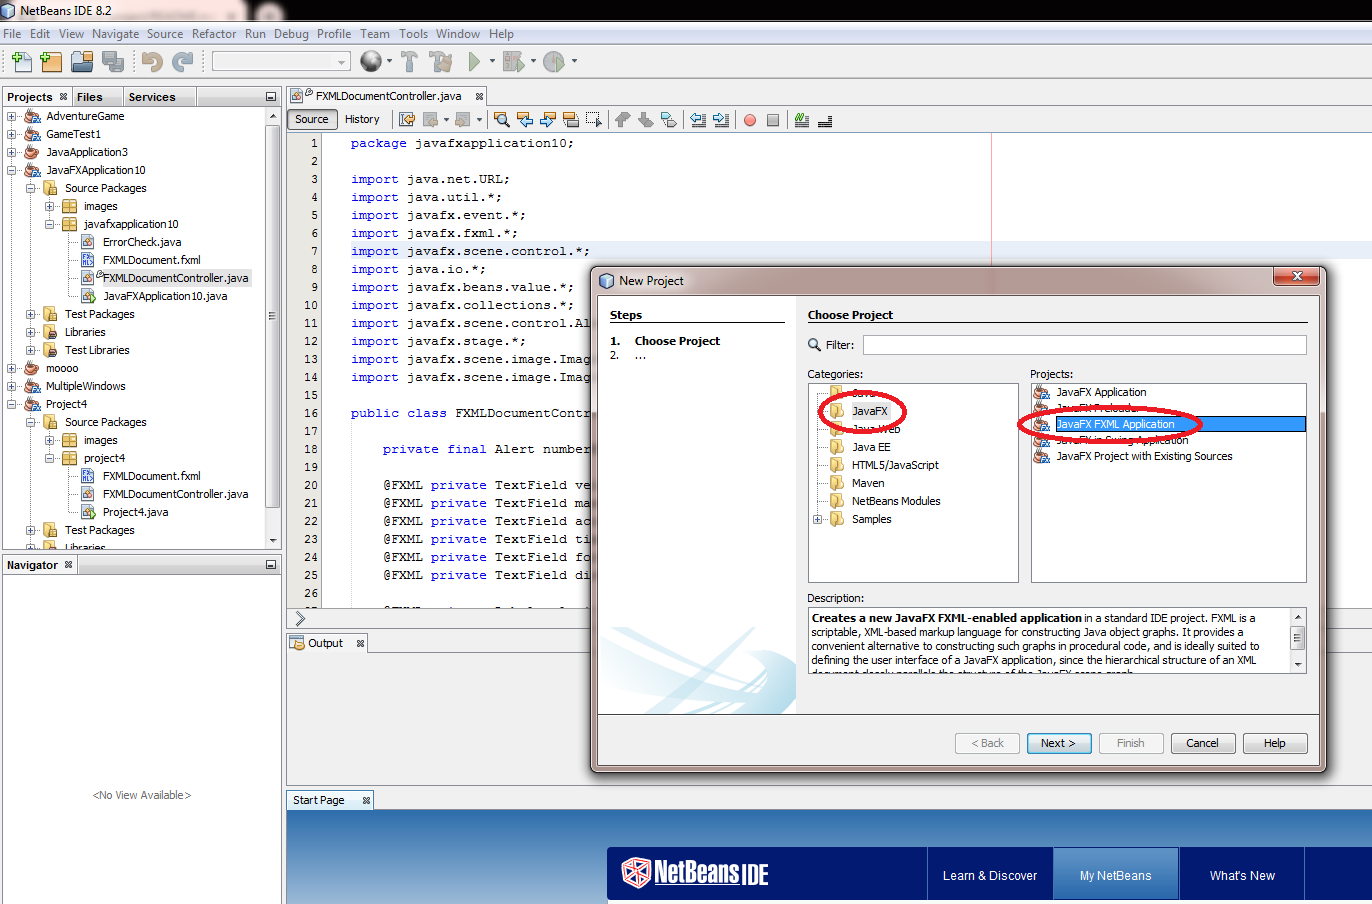 NetBeans IDE 8.2
File Edit View Navigate Source Refactor Run Debug Profile Team Tools Window Help
Projects Files Services
AdventureGame
GameTest1
JavaApplication3
JavaFXApplication10
Source Packages
images
javafxapplication10
ErrorCheck.java
FXMLDocument.fxml
FXMLDocumentController.java
JavaFXApplication10.java
Test Packages
Libraries
Test Libraries
moooo
MultipleWindows
Project4
Source Packages
images
project4
FXMLDocument.fxml
FXMLDocumentController.java
Project4.java
Test Packages
Libraries
Navigator
<No View Available>
FXMLDocumentController.java
Source History
1 package javafxapplication10;
2
3 import java.net.URL;
4 import java.util.*;
5 import javafx.event.*;
6 import javafx.fxml.*;
7 import javafx.scene.control.*;
8 import java.io.*;
9 import javafx.beans.value.*;
10 import javafx.collections.*;
11 import javafx.scene.control.Al
12 import javafx.stage.*;
13 import javafx.scene.image.Imag
14 import javafx.scene.image.Imag
15
16 public class FXMLDocumentContr
17
18 private final Alert number
19
20 @FXML private TextField ve
21 @FXML private TextField ma
22 @FXML private TextField ac
23 @FXML private TextField ti
24 @FXML private TextField fo
25 @FXML private TextField di
26
Output
New Project
Steps
1. Choose Project
2. ...
Choose Project
Filter:
Categories:
Java
JavaFX
Java Web
Java EE
HTML5/JavaScript
Maven
NetBeans Modules
Samples
Projects:
JavaFX Application
JavaFX Preloader
JavaFX FXML Application
JavaFX in Swing Application
JavaFX Project with Existing Sources
Description:
Creates a new JavaFX FXML-enabled application in a standard IDE project. FXML is a
scriptable, XML-based markup language for constructing Java object graphs. It provides a
convenient alternative to constructing such graphs in procedural code, and is ideally suited to
defining the user interface of a JavaFX application, since the hierarchical structure of an XML
document closely parallels the structure of the JavaFX scene graph.
< Back Next > Finish Cancel Help
Start Page
NetBeans IDE
Learn & Discover My NetBeans What's New